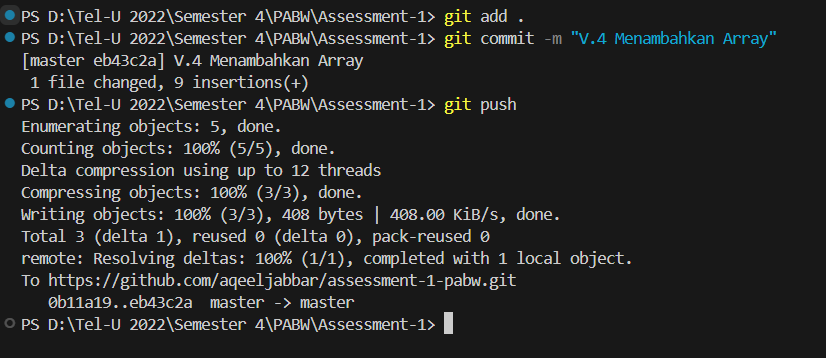 PS D:\Tel-U 2022\Semester 4\PABW\Assessment-1> git add .
PS D:\Tel-U 2022\Semester 4\PABW\Assessment-1> git commit -m "V.4 Menambahkan Array"
[master eb43c2a] V.4 Menambahkan Array
 1 file changed, 9 insertions(+)
PS D:\Tel-U 2022\Semester 4\PABW\Assessment-1> git push
Enumerating objects: 5, done.
Counting objects: 100% (5/5), done.
Delta compression using up to 12 threads
Compressing objects: 100% (3/3), done.
Writing objects: 100% (3/3), 408 bytes | 408.00 KiB/s, done.
Total 3 (delta 1), reused 0 (delta 0), pack-reused 0
remote: Resolving deltas: 100% (1/1), completed with 1 local object.
To https://github.com/aqeeljabbar/assessment-1-pabw.git
   0b11a19..eb43c2a  master -> master
PS D:\Tel-U 2022\Semester 4\PABW\Assessment-1>